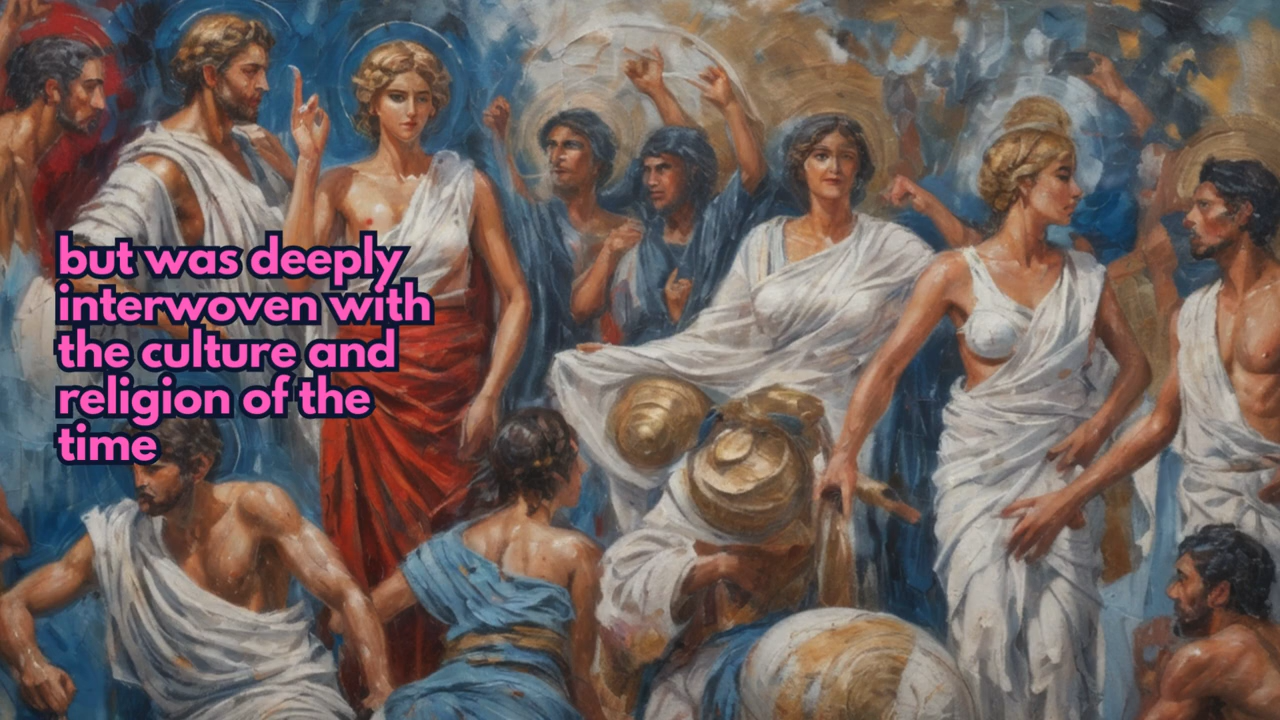 but was deeply
interwoven with
the culture and
religion of the
time